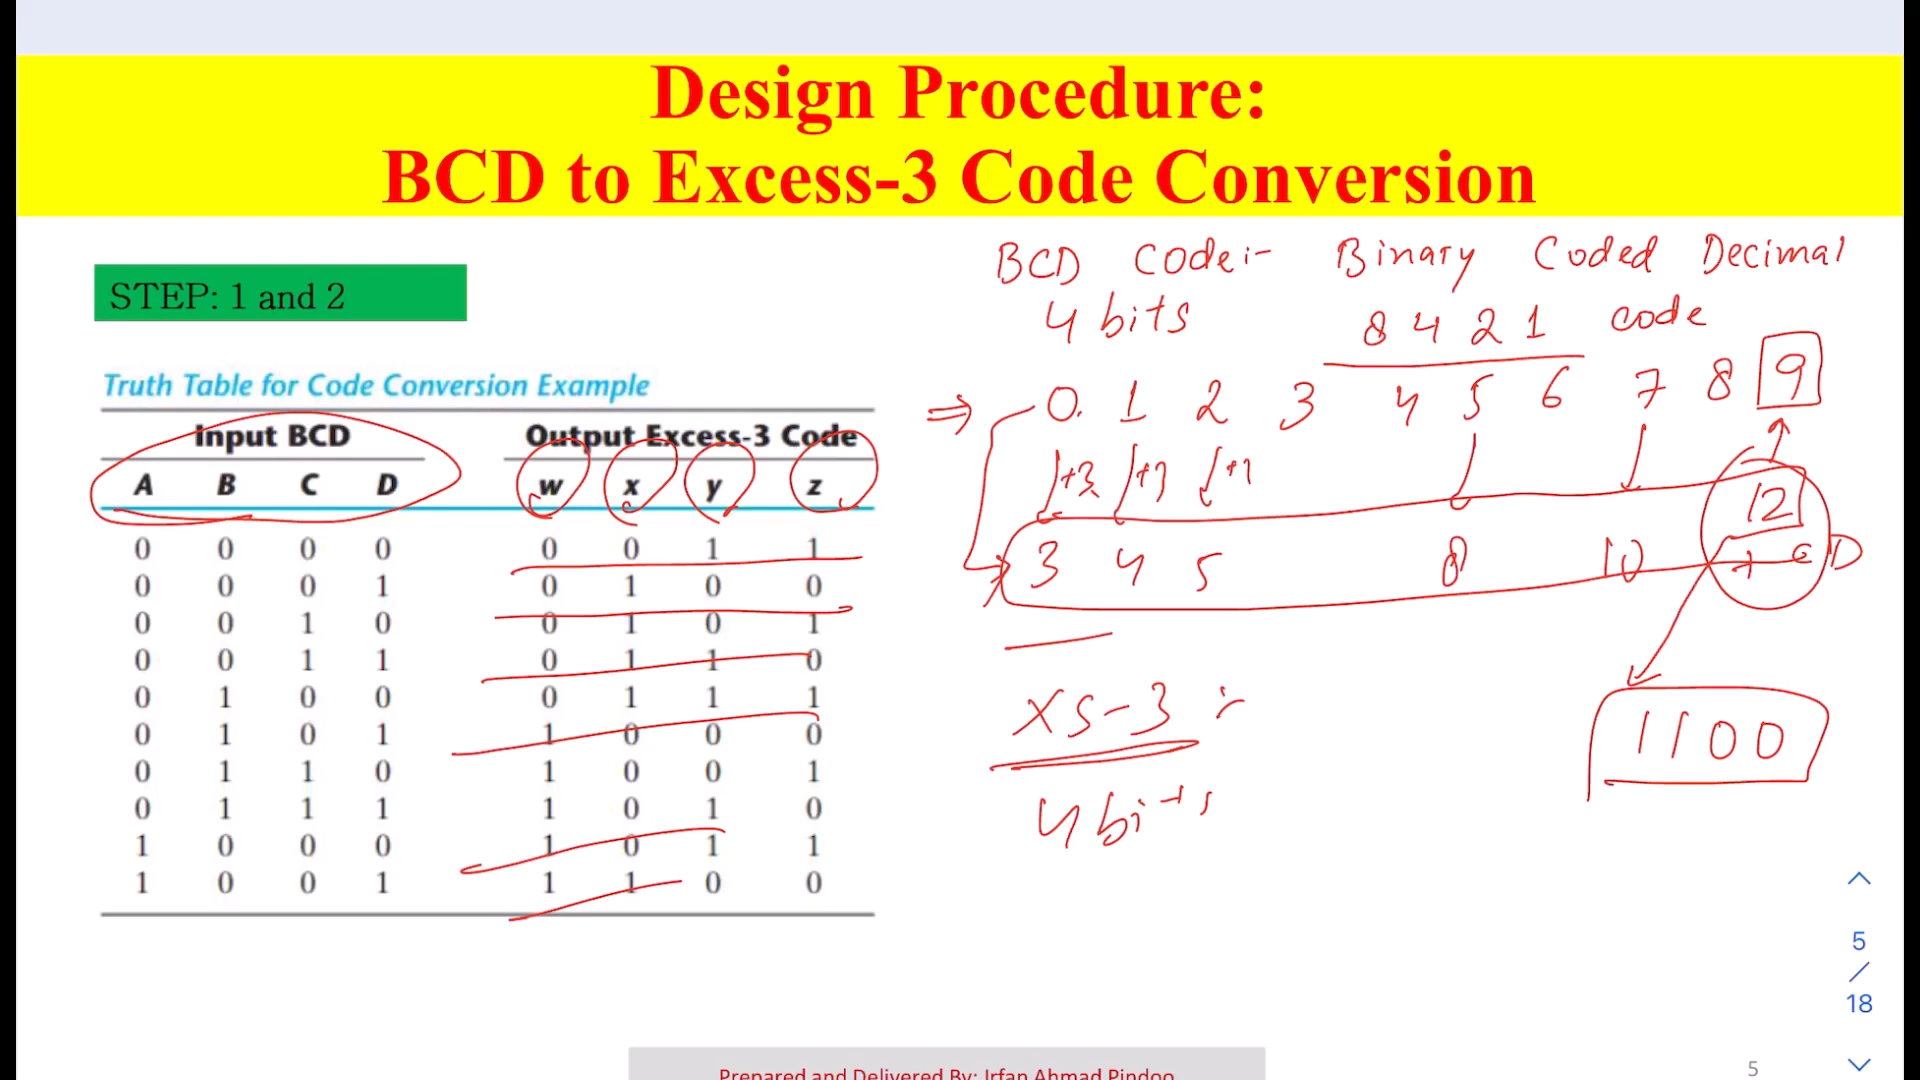 Design Procedure:
BCD to Excess-3 Code Conversion
STEP: 1 and 2
Truth Table for Code Conversion Example
Input BCD Output Excess-3 Code
A B C D w x y z
0 0 0 0 0 0 1 1
0 0 0 1 0 1 0 0
0 0 1 0 0 1 0 1
0 0 1 1 0 1 1 0
0 1 0 0 0 1 1 1
0 1 0 1 1 0 0 0
0 1 1 0 1 0 0 1
0 1 1 1 1 0 1 0
1 0 0 0 1 0 1 1
1 0 0 1 1 1 0 0
BCD Code:- Binary Coded Decimal
4 bits 8 4 2 1 code
⇒ 0. 1 2 3 4 5 6 7 8 9
+3 +3
12
3 4 5 8 10
XS-3 :-
4 bits
1100
5
/
18
Prepared and Delivered By: Irfan Ahmad Pindoo
5